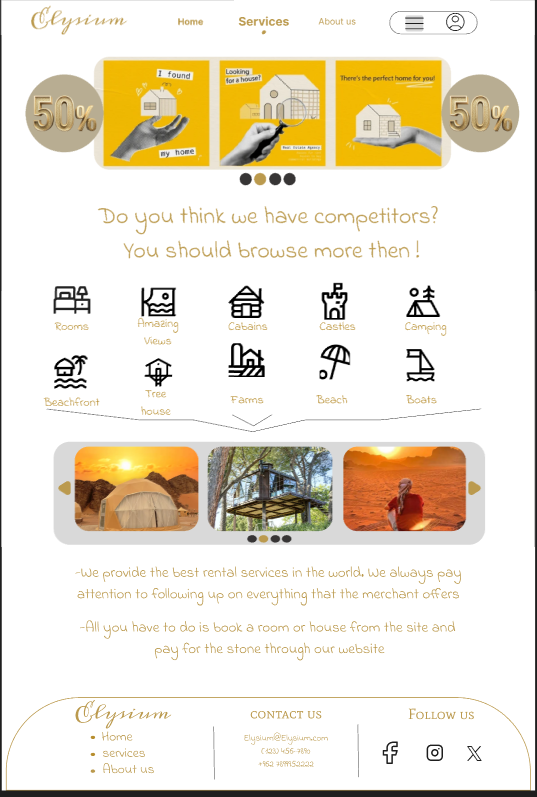 Elysium
Home Services About us
50%
I found
my home
Looking
for a house?
Real Estate Agency
There's the perfect home for you!
50%
Do you think we have competitors?
You should browse more then !
Rooms
Amazing
Views
Cabains
Castles
Camping
Beachfront
Tree
house
Farms
Beach
Boats
-We provide the best rental services in the world. We always pay
attention to following up on everything that the merchant offers
-All you have to do is book a room or house from the site and
pay for the stone through our website
Elysium
Home
services
About us
CONTACT US
Elysium@Elysium.com
FOLLOW US